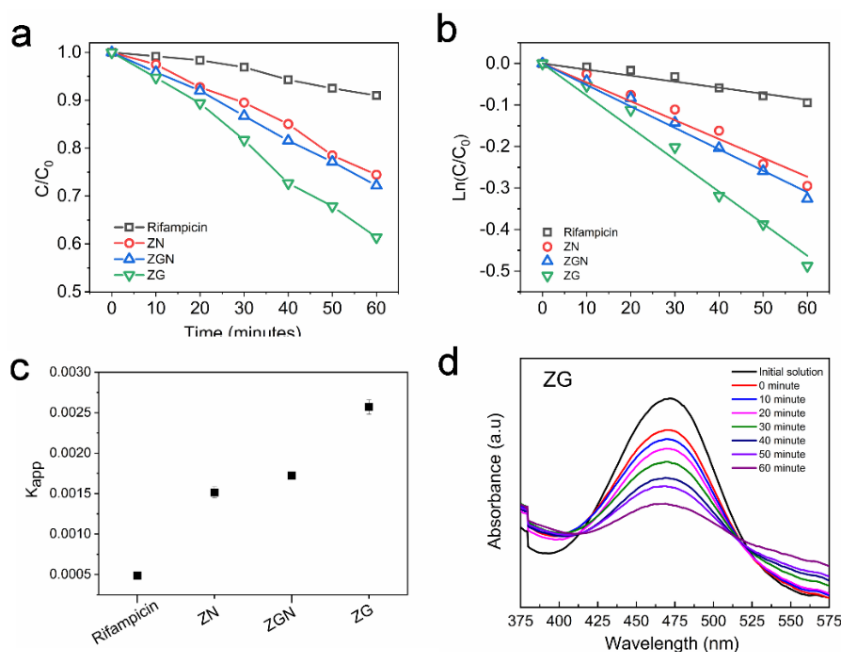 a
1.0
0.9
0.8
0.7
0.6
0.5
C/C0
Rifampicin
ZN
ZGN
ZG
0 10 20 30 40 50 60
Time (minutes)
b
0.0
-0.1
-0.2
-0.3
-0.4
-0.5
Ln(C/C0)
Rifampicin
ZN
ZGN
ZG
0 10 20 30 40 50 60
c
0.0030
0.0025
0.0020
0.0015
0.0010
0.0005
Kapp
Rifampicin
ZN
ZGN
ZG
d
ZG
Initial solution
0 minute
10 minute
20 minute
30 minute
40 minute
50 minute
60 minute
Absorbance (a.u)
375 400 425 450 475 500 525 550 575
Wavelength (nm)